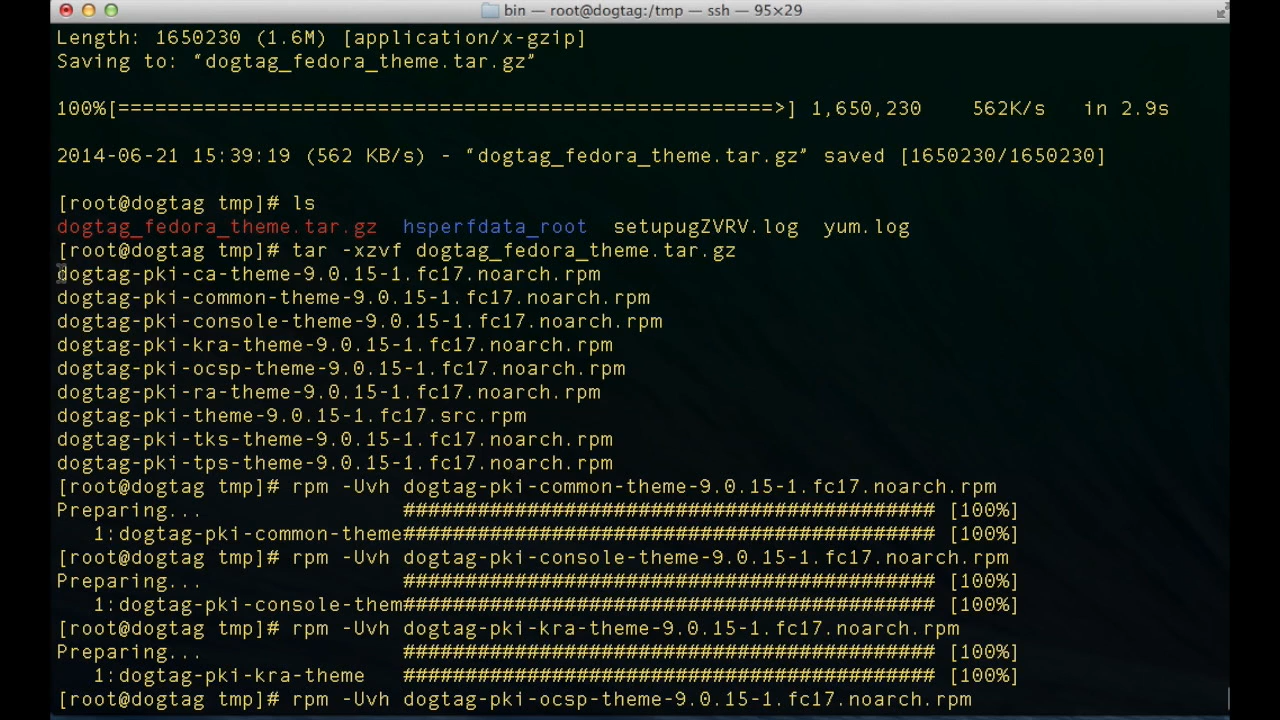 bin — root@dogtag:/tmp — ssh — 95×29
Length: 1650230 (1.6M) [application/x-gzip]
Saving to: “dogtag_fedora_theme.tar.gz”
100%[=====================================================>] 1,650,230    562K/s   in 2.9s
2014-06-21 15:39:19 (562 KB/s) - “dogtag_fedora_theme.tar.gz” saved [1650230/1650230]
[root@dogtag tmp]# ls
dogtag_fedora_theme.tar.gz  hsperfdata_root  setupugZVRV.log  yum.log
[root@dogtag tmp]# tar -xzvf dogtag_fedora_theme.tar.gz
dogtag-pki-ca-theme-9.0.15-1.fc17.noarch.rpm
dogtag-pki-common-theme-9.0.15-1.fc17.noarch.rpm
dogtag-pki-console-theme-9.0.15-1.fc17.noarch.rpm
dogtag-pki-kra-theme-9.0.15-1.fc17.noarch.rpm
dogtag-pki-ocsp-theme-9.0.15-1.fc17.noarch.rpm
dogtag-pki-ra-theme-9.0.15-1.fc17.noarch.rpm
dogtag-pki-theme-9.0.15-1.fc17.src.rpm
dogtag-pki-tks-theme-9.0.15-1.fc17.noarch.rpm
dogtag-pki-tps-theme-9.0.15-1.fc17.noarch.rpm
[root@dogtag tmp]# rpm -Uvh dogtag-pki-common-theme-9.0.15-1.fc17.noarch.rpm
Preparing...                ########################################### [100%]
   1:dogtag-pki-common-theme########################################### [100%]
[root@dogtag tmp]# rpm -Uvh dogtag-pki-console-theme-9.0.15-1.fc17.noarch.rpm
Preparing...                ########################################### [100%]
   1:dogtag-pki-console-them########################################### [100%]
[root@dogtag tmp]# rpm -Uvh dogtag-pki-kra-theme-9.0.15-1.fc17.noarch.rpm
Preparing...                ########################################### [100%]
   1:dogtag-pki-kra-theme   ########################################### [100%]
[root@dogtag tmp]# rpm -Uvh dogtag-pki-ocsp-theme-9.0.15-1.fc17.noarch.rpm